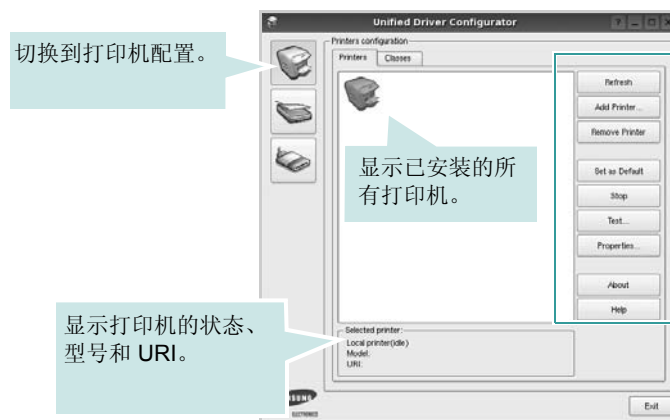 Unified Driver Configurator
切换到打印机配置。
Printers configuration
Printers
Classes
Refresh
Add Printer...
Remove Printer
显示已安装的所
有打印机。
Set as Default
Stop
Test...
Properties...
About
Help
显示打印机的状态、
型号和 URI。
Selected printer:
Local printer(idle)
Model:
URI:
ELECTRONICS
Exit